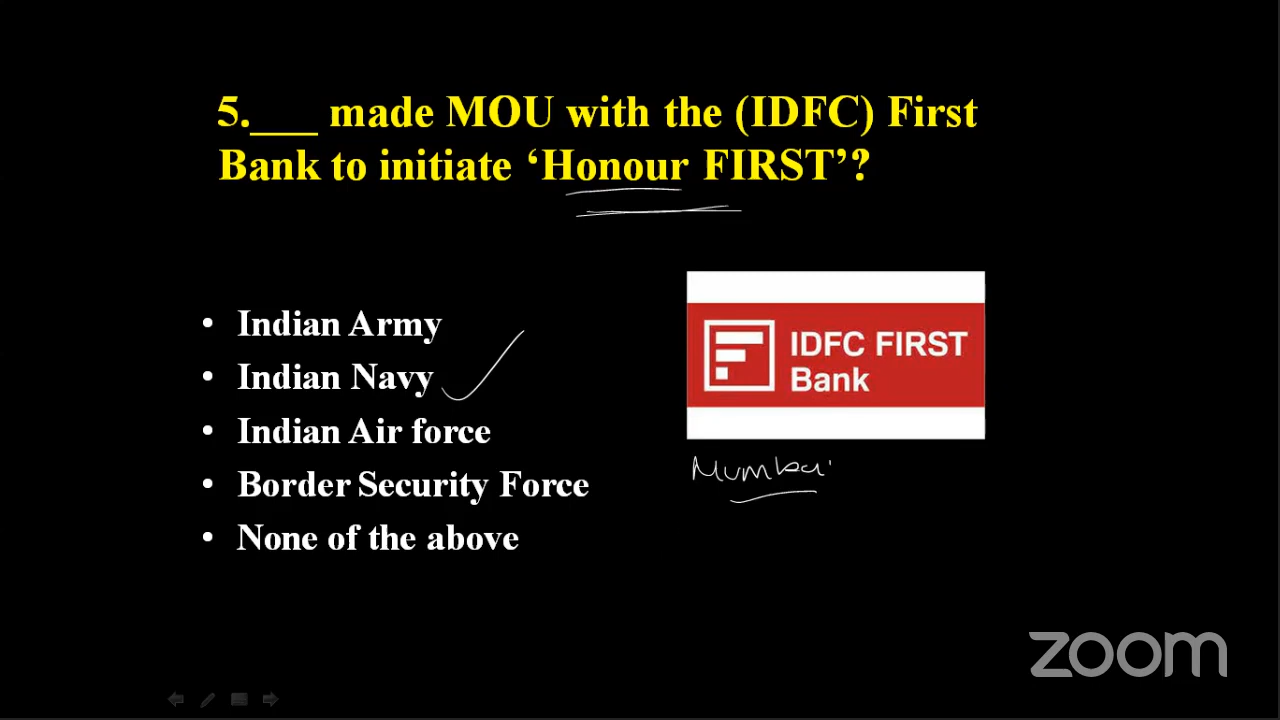 5.___ made MOU with the (IDFC) First
Bank to initiate ‘Honour FIRST’?
• Indian Army
• Indian Navy
• Indian Air force
• Border Security Force
• None of the above
IDFC FIRST
Bank
Mumbai
zoom